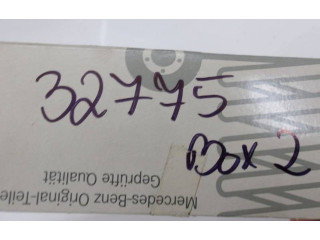 32775
Box 2
Mercedes-Benz Original-Teile
Geprüfte Qualität